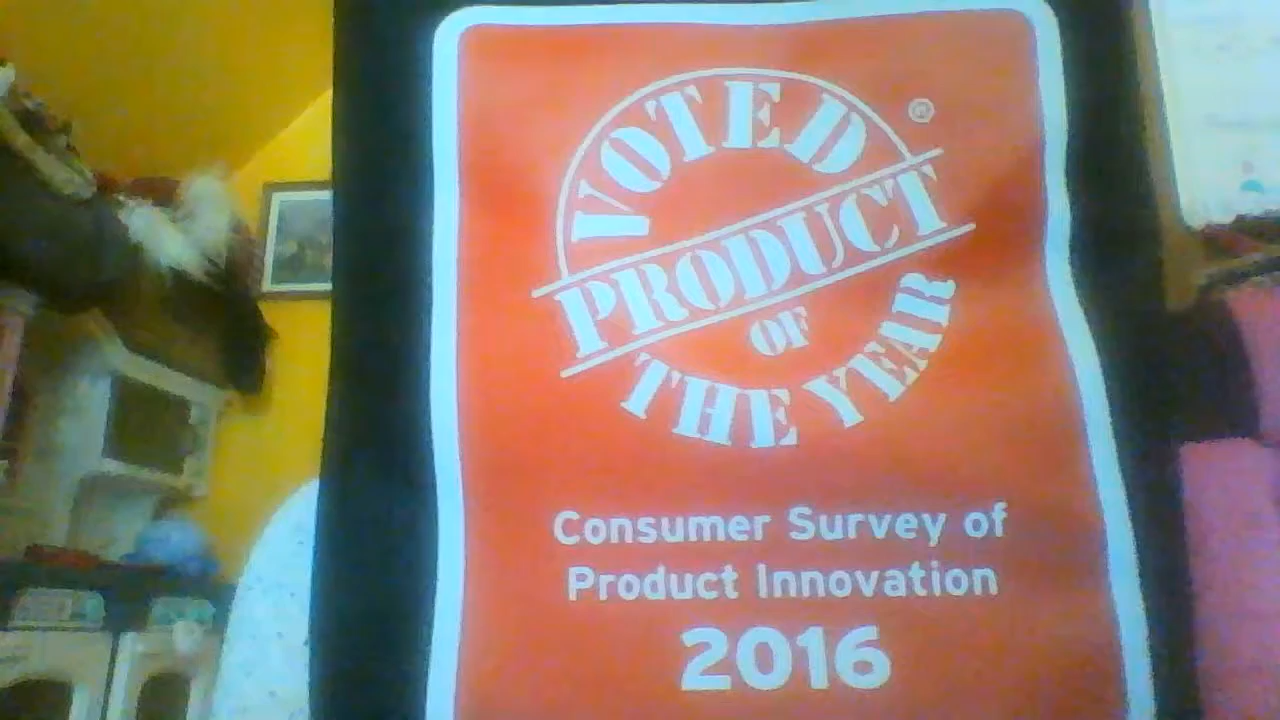 VOTED
®
PRODUCT
OF
THE YEAR
Consumer Survey of
Product Innovation
2016